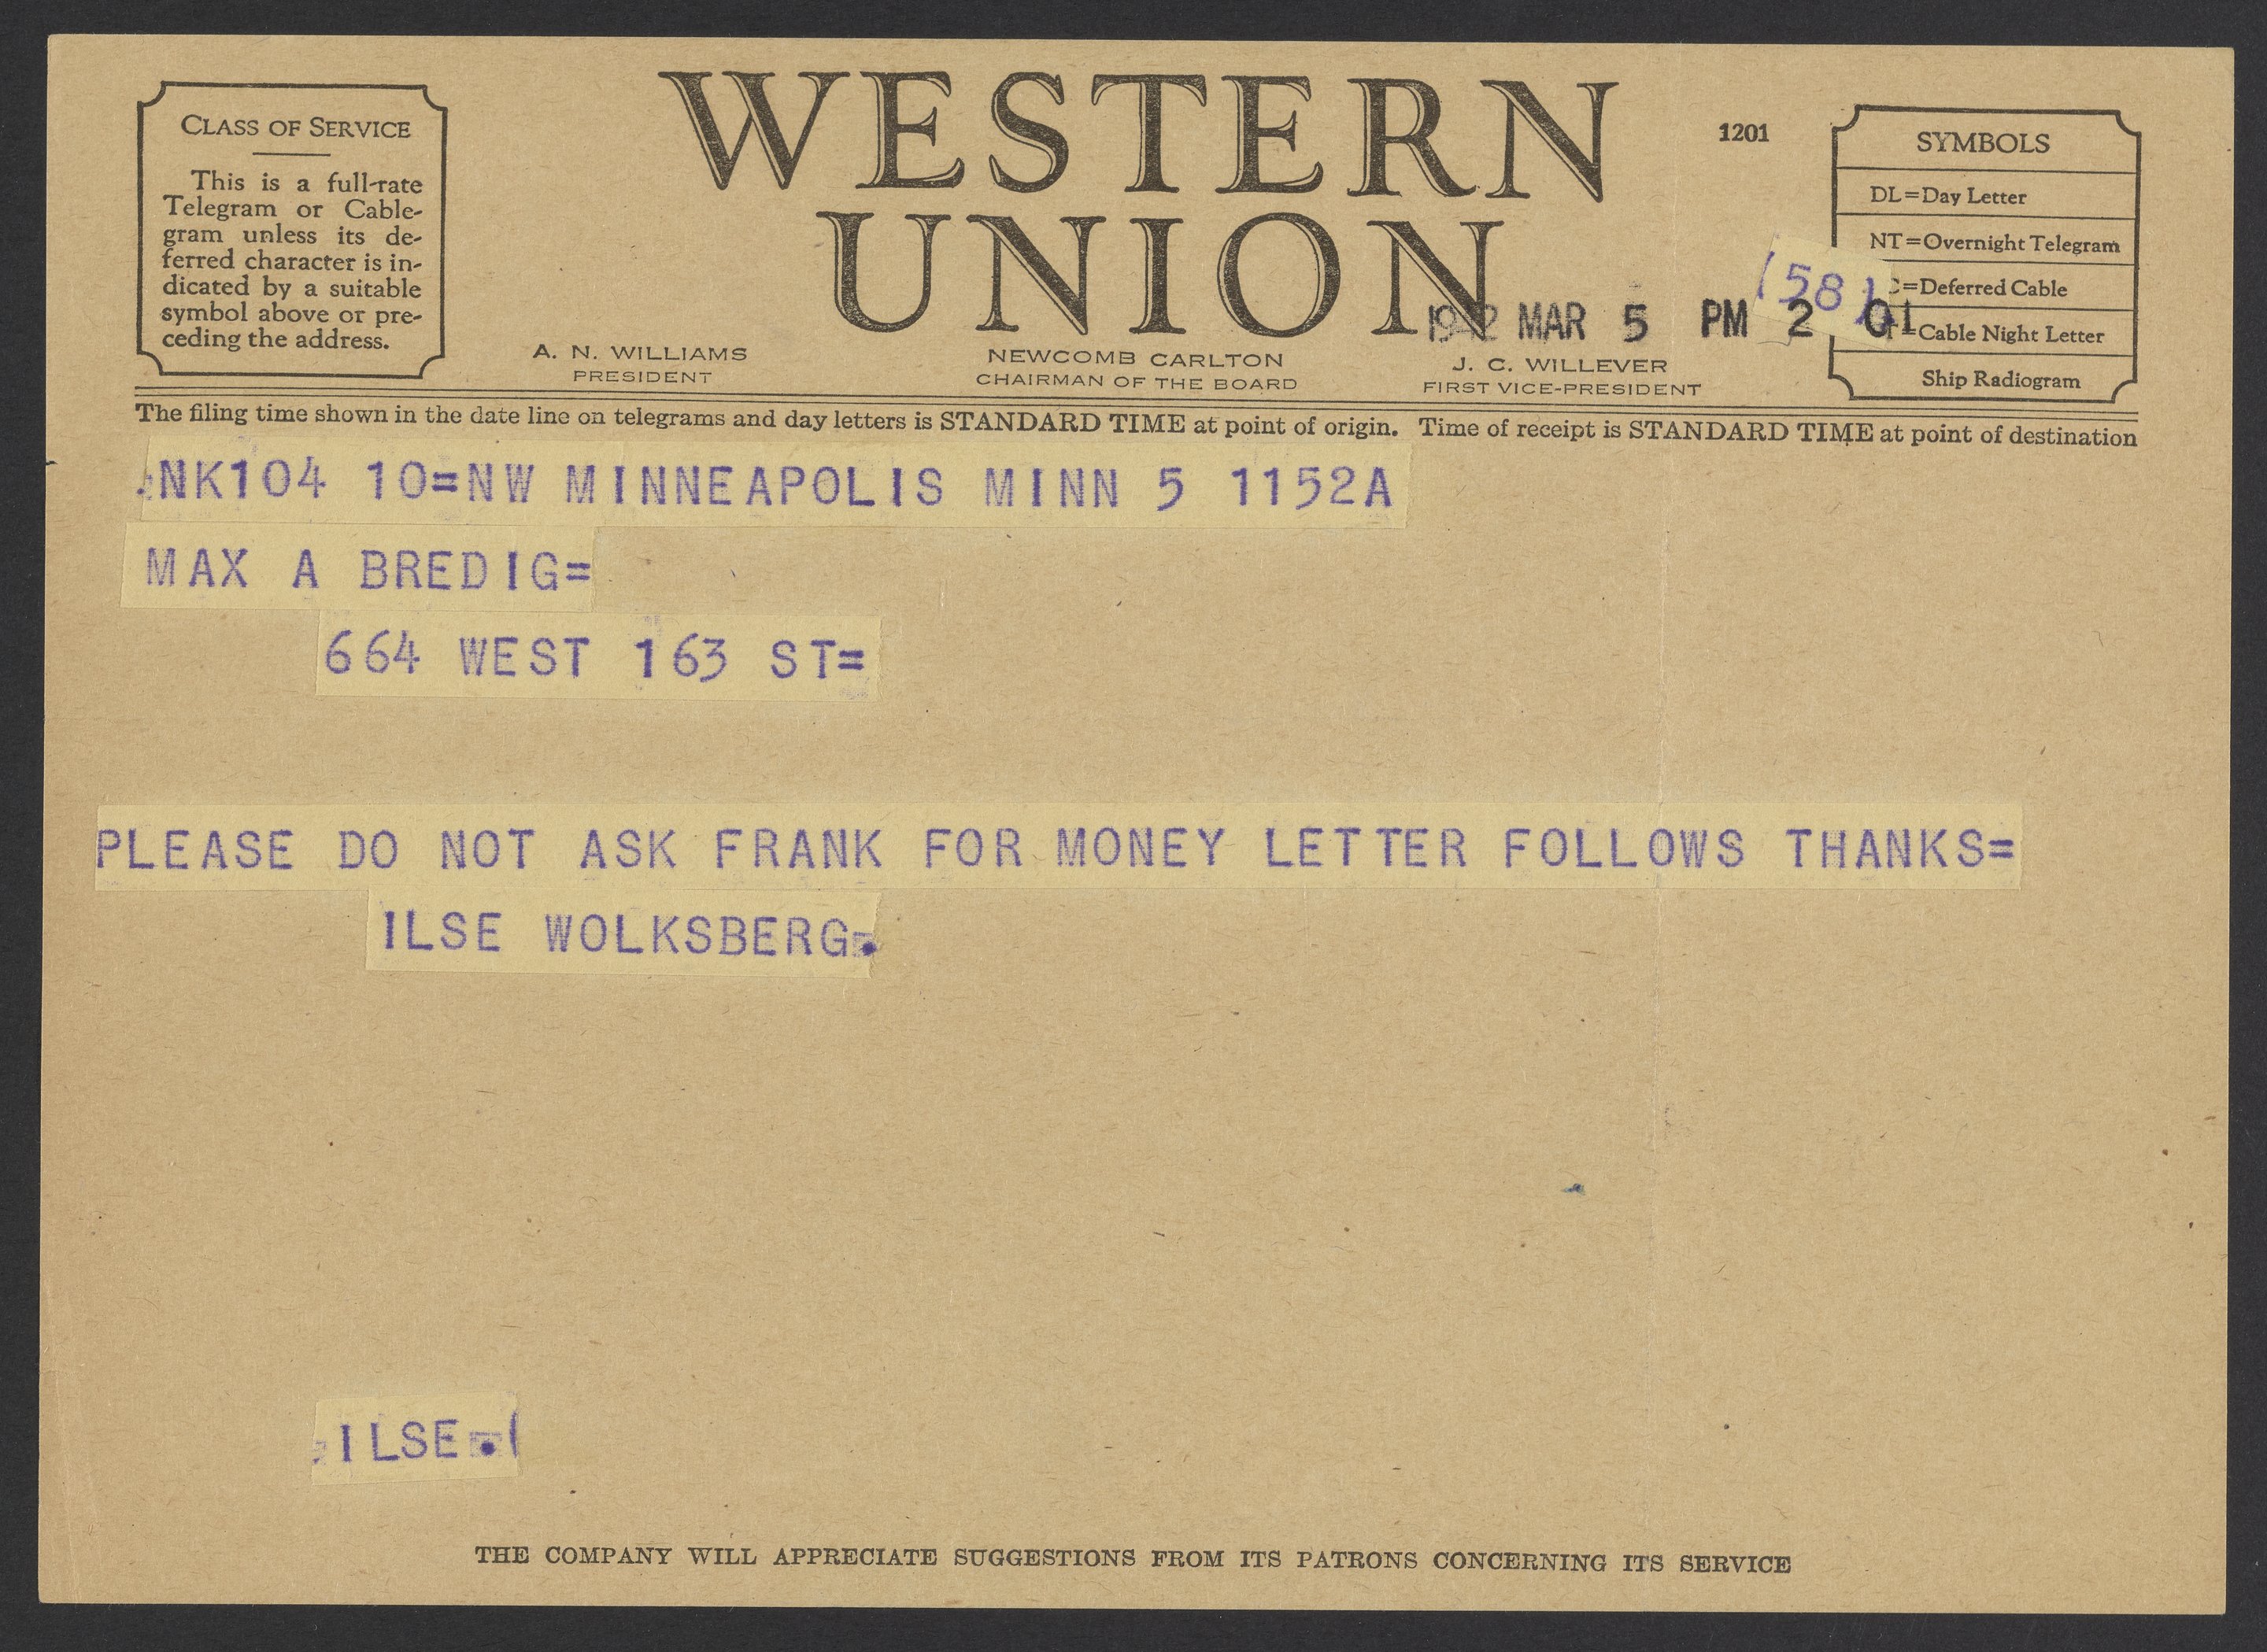 CLASS OF SERVICE
This is a full-rate
Telegram or Cable-
gram unless its de-
ferred character is in-
dicated by a suitable
symbol above or pre-
ceding the address.
WESTERN
UNION
A. N. WILLIAMS
PRESIDENT
NEWCOMB CARLTON
CHAIRMAN OF THE BOARD
J. C. WILLEVER
FIRST VICE-PRESIDENT
1201
1942 MAR 5 PM 2 01
(58)
SYMBOLS
DL=Day Letter
NT=Overnight Telegram
=Deferred Cable
=Cable Night Letter
Ship Radiogram
The filing time shown in the date line on telegrams and day letters is STANDARD TIME at point of origin. Time of receipt is STANDARD TIME at point of destination
NK104 10=NW MINNEAPOLIS MINN 5 1152A
MAX A BREDIG=
664 WEST 163 ST=
PLEASE DO NOT ASK FRANK FOR MONEY LETTER FOLLOWS THANKS=
ILSE WOLKSBERG.
ILSE.(
THE COMPANY WILL APPRECIATE SUGGESTIONS FROM ITS PATRONS CONCERNING ITS SERVICE